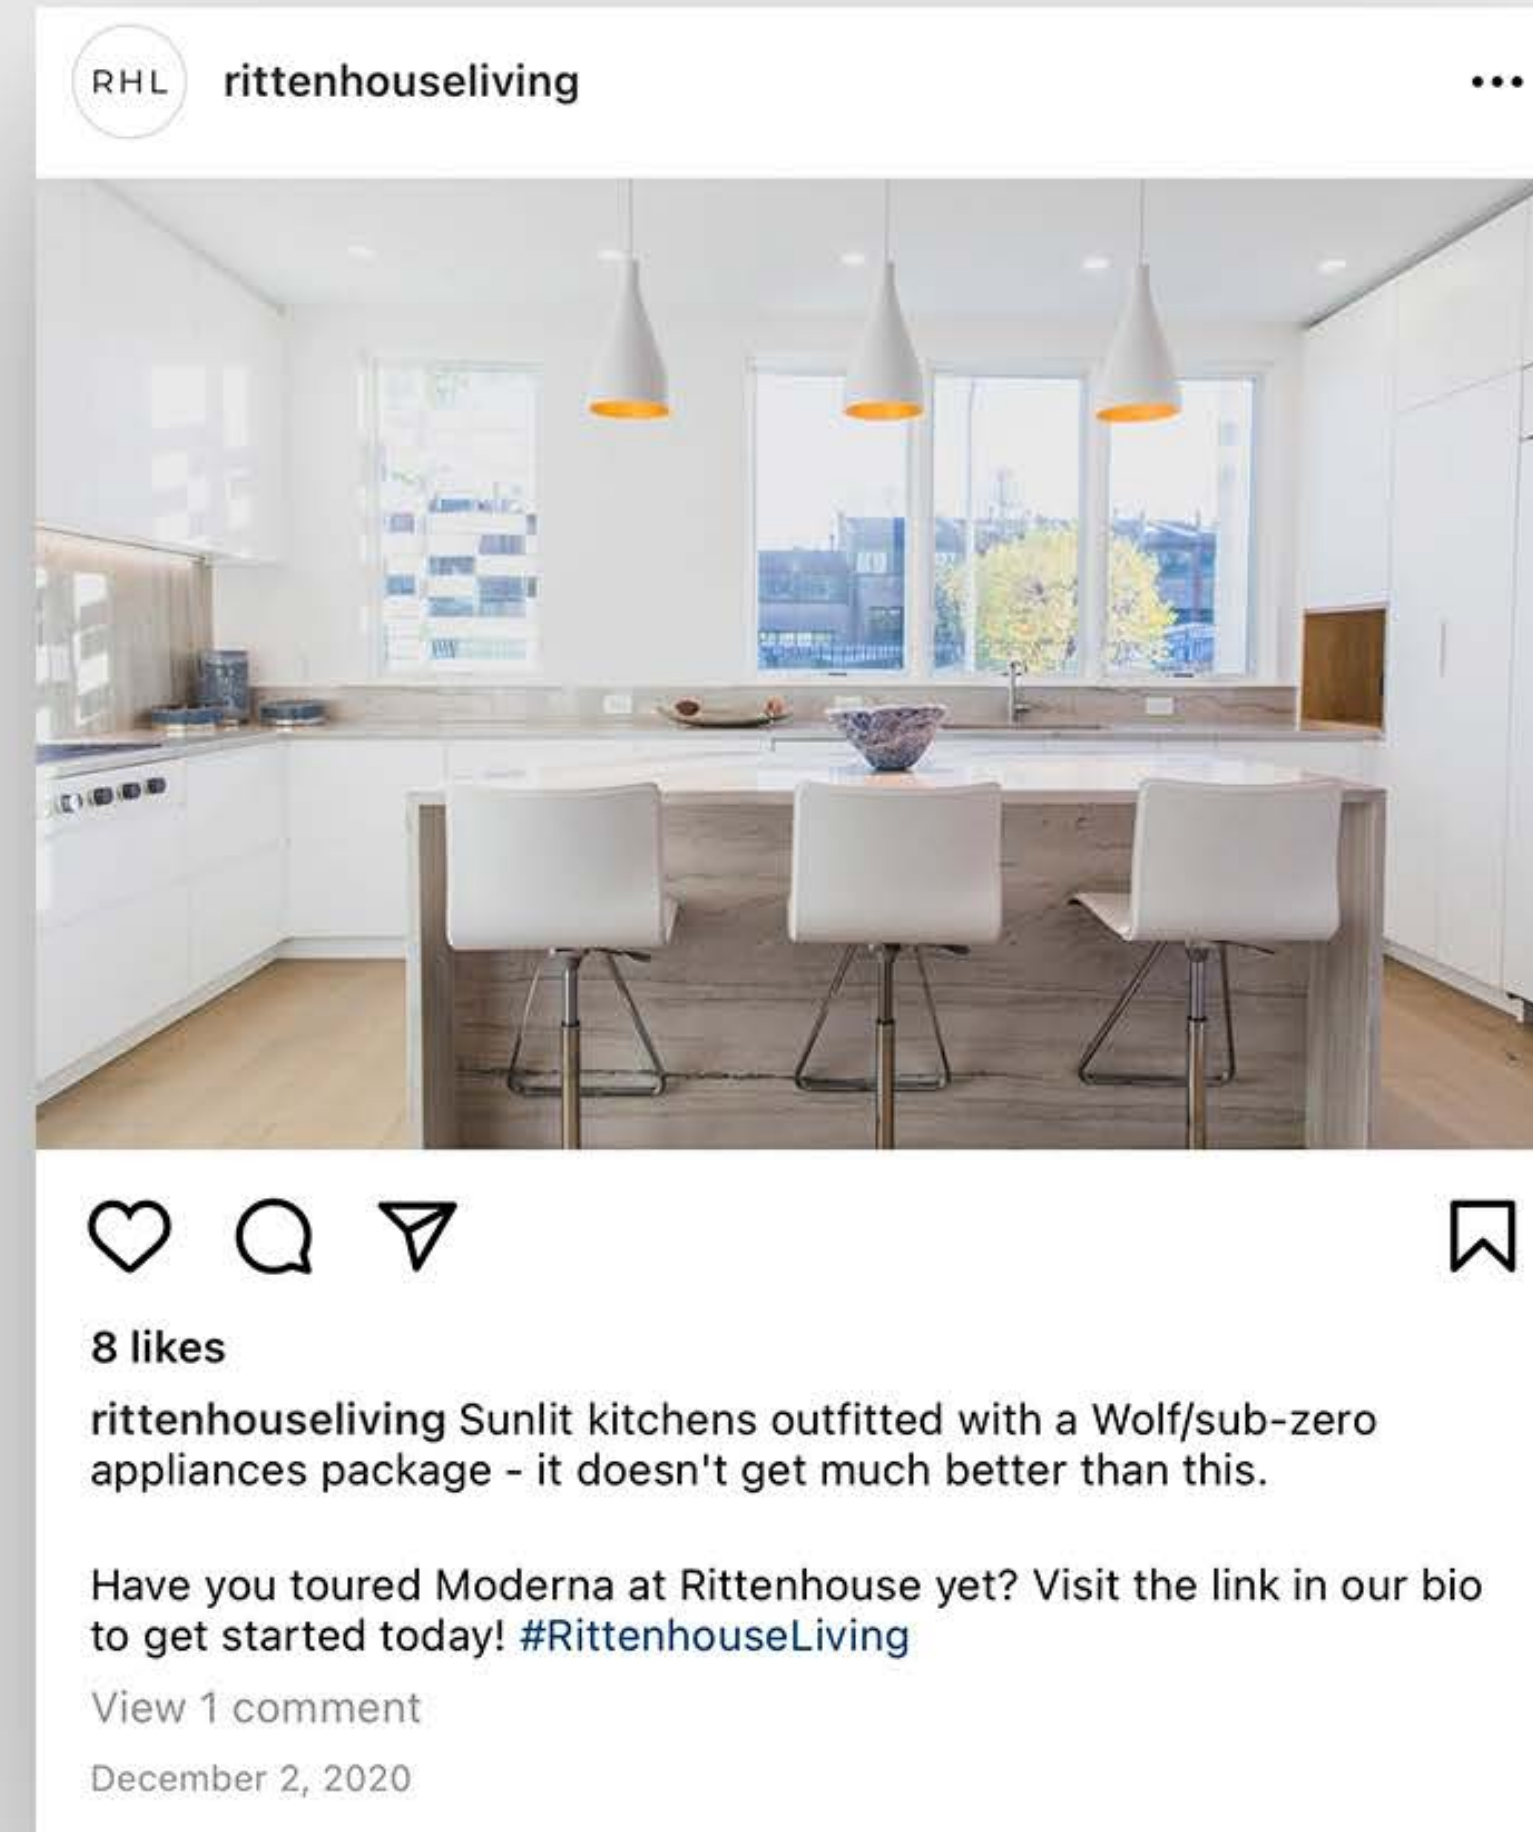 RHL
rittenhouseliving
8 likes
rittenhouseliving Sunlit kitchens outfitted with a Wolf/sub-zero
appliances package - it doesn't get much better than this.
Have you toured Moderna at Rittenhouse yet? Visit the link in our bio
to get started today! #RittenhouseLiving
View 1 comment
December 2, 2020